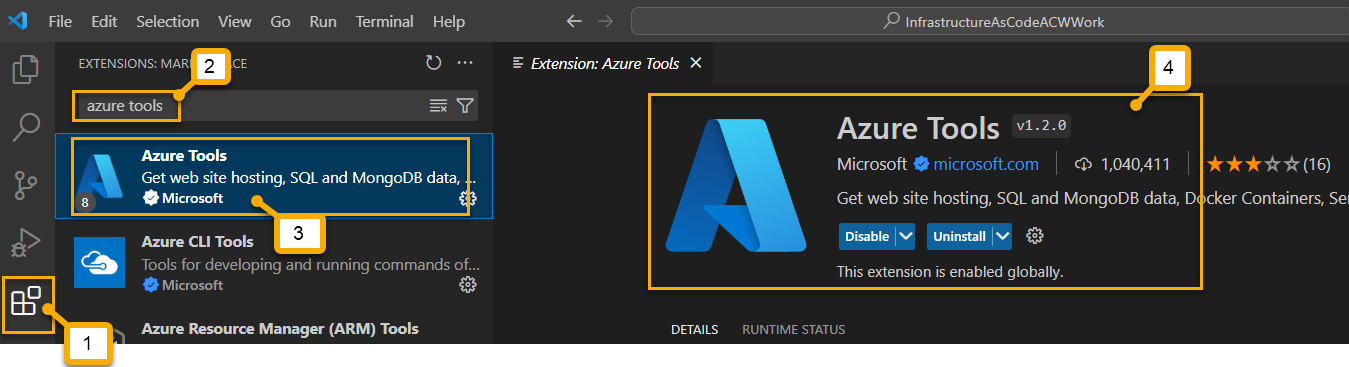 File Edit Selection View Go Run Terminal Help
InfrastructureAsCodeACWWork
EXTENSIONS: MAR CE
2
azure tools
Azure Tools
Get web site hosting, SQL and MongoDB data, ...
Microsoft
8
3
Azure CLI Tools
Tools for developing and running commands of...
Microsoft
Azure Resource Manager (ARM) Tools
1
Extension: Azure Tools
4
Azure Tools v1.2.0
Microsoft microsoft.com 1,040,411 (16)
Get web site hosting, SQL and MongoDB data, Docker Containers, Ser
Disable Uninstall
This extension is enabled globally.
DETAILS RUNTIME STATUS